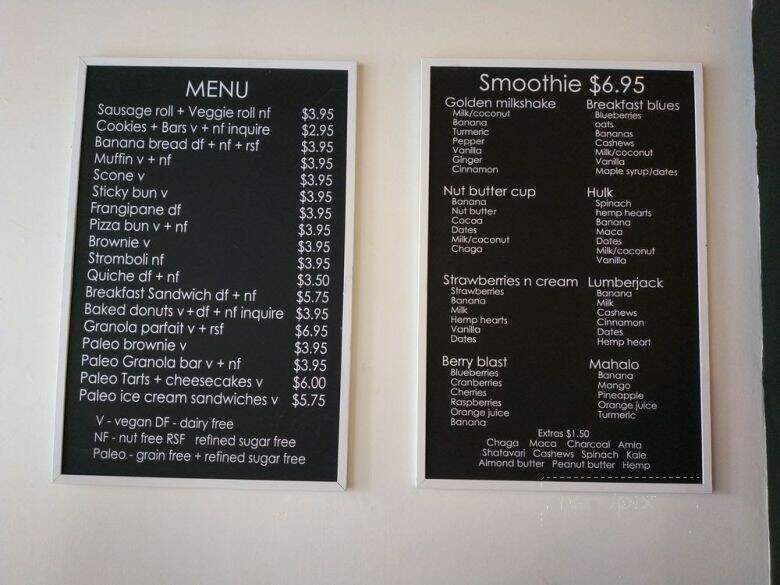 MENU
Sausage roll + Veggie roll nf $3.95
Cookies + Bars v + nf inquire $2.95
Banana bread df + nf + rsf $3.95
Muffin v + nf $3.95
Scone v $3.95
Sticky bun v $3.95
Frangipane df $3.95
Pizza bun v + nf $3.95
Brownie v $3.95
Stromboli nf $3.95
Quiche df + nf $3.50
Breakfast Sandwich df + nf $5.75
Baked donuts v+df + nf inquire $3.95
Granola parfait v + rsf $6.95
Paleo brownie v $3.95
Paleo Granola bar v + nf $3.95
Paleo Tarts + cheesecakes v $6.00
Paleo ice cream sandwiches v $5.75
V - vegan DF - dairy free
NF - nut free RSF refined sugar free
Paleo - grain free + refined sugar free
Smoothie $6.95
Golden milkshake
Milk/coconut
Banana
Turmeric
Pepper
Vanilla
Ginger
Cinnamon
Breakfast blues
Blueberries
oats
Bananas
Cashews
Milk/coconut
Vanilla
Maple syrup/dates
Nut butter cup
Banana
Nut butter
Cocoa
Dates
Milk/coconut
Chaga
Hulk
Spinach
hemp hearts
Banana
Maca
Dates
Milk/coconut
Vanilla
Strawberries n cream
Strawberries
Banana
Milk
Hemp hearts
Vanilla
Dates
Lumberjack
Banana
Milk
Cashews
Cinnamon
Dates
Hemp heart
Berry blast
Blueberries
Cranberries
Cherries
Raspberries
Orange juice
Banana
Mahalo
Banana
Mango
Pineapple
Orange juice
Turmeric
Extras $1.50
Chaga Maca Charcoal Amla
Shatavari Cashews Spinach Kale
Almond butter Peanut butter Hemp